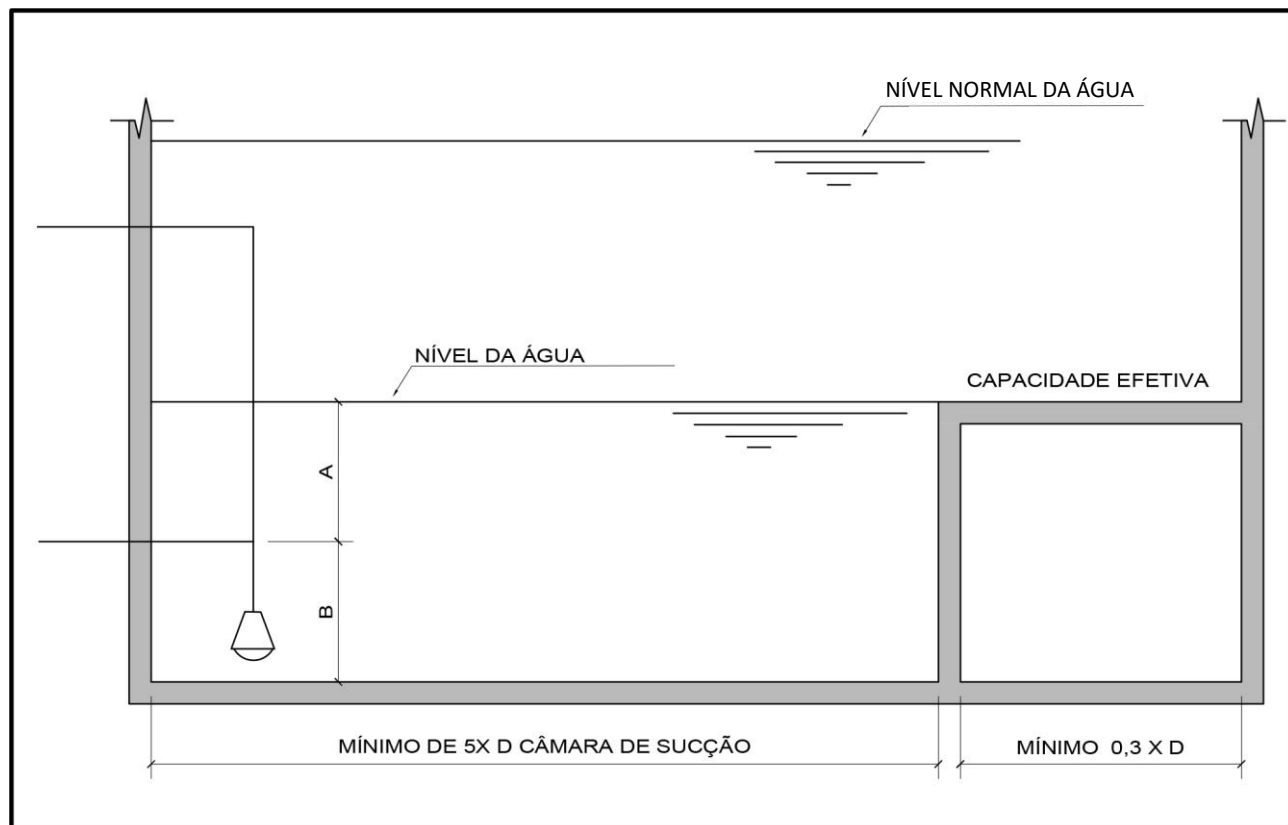 NÍVEL NORMAL DA ÁGUA
NÍVEL DA ÁGUA
CAPACIDADE EFETIVA
A
B
MÍNIMO DE 5X D CÂMARA DE SUCÇÃO
MÍNIMO 0,3 X D